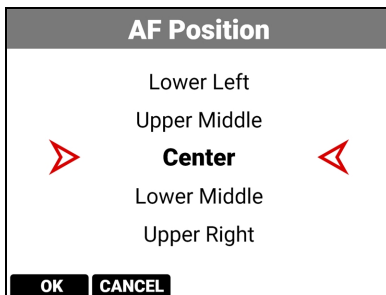 AF Position
Lower Left
Upper Middle
Center
Lower Middle
Upper Right
OK CANCEL